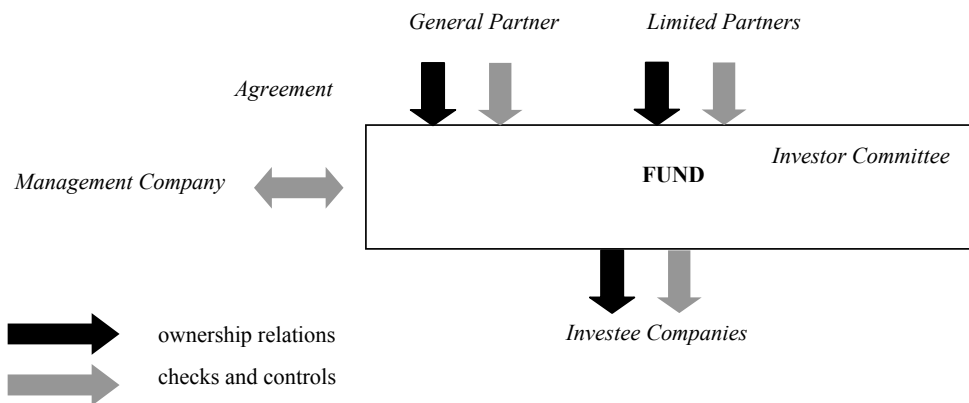 General Partner
Limited Partners
Agreement
Investor Committee
FUND
Management Company
Investee Companies
ownership relations
checks and controls